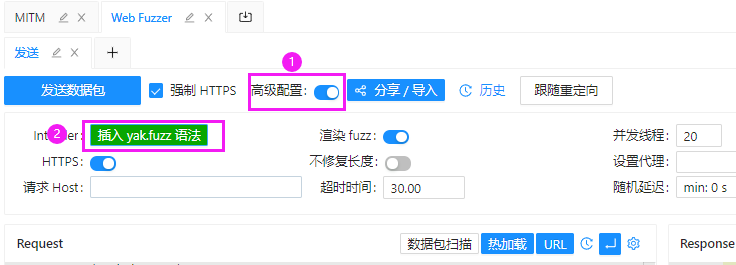 MITM Web Fuzzer
发送
1
发送数据包 强制 HTTPS 高级配置: 分享 / 导入 历史 跟随重定向
2 插入 yak.fuzz 语法 渲染 fuzz: 并发线程: 20
HTTPS: 不修复长度: 设置代理:
请求 Host: 超时时间: 30.00 随机延迟: min: 0 s
Request 数据包扫描 热加载 URL Response